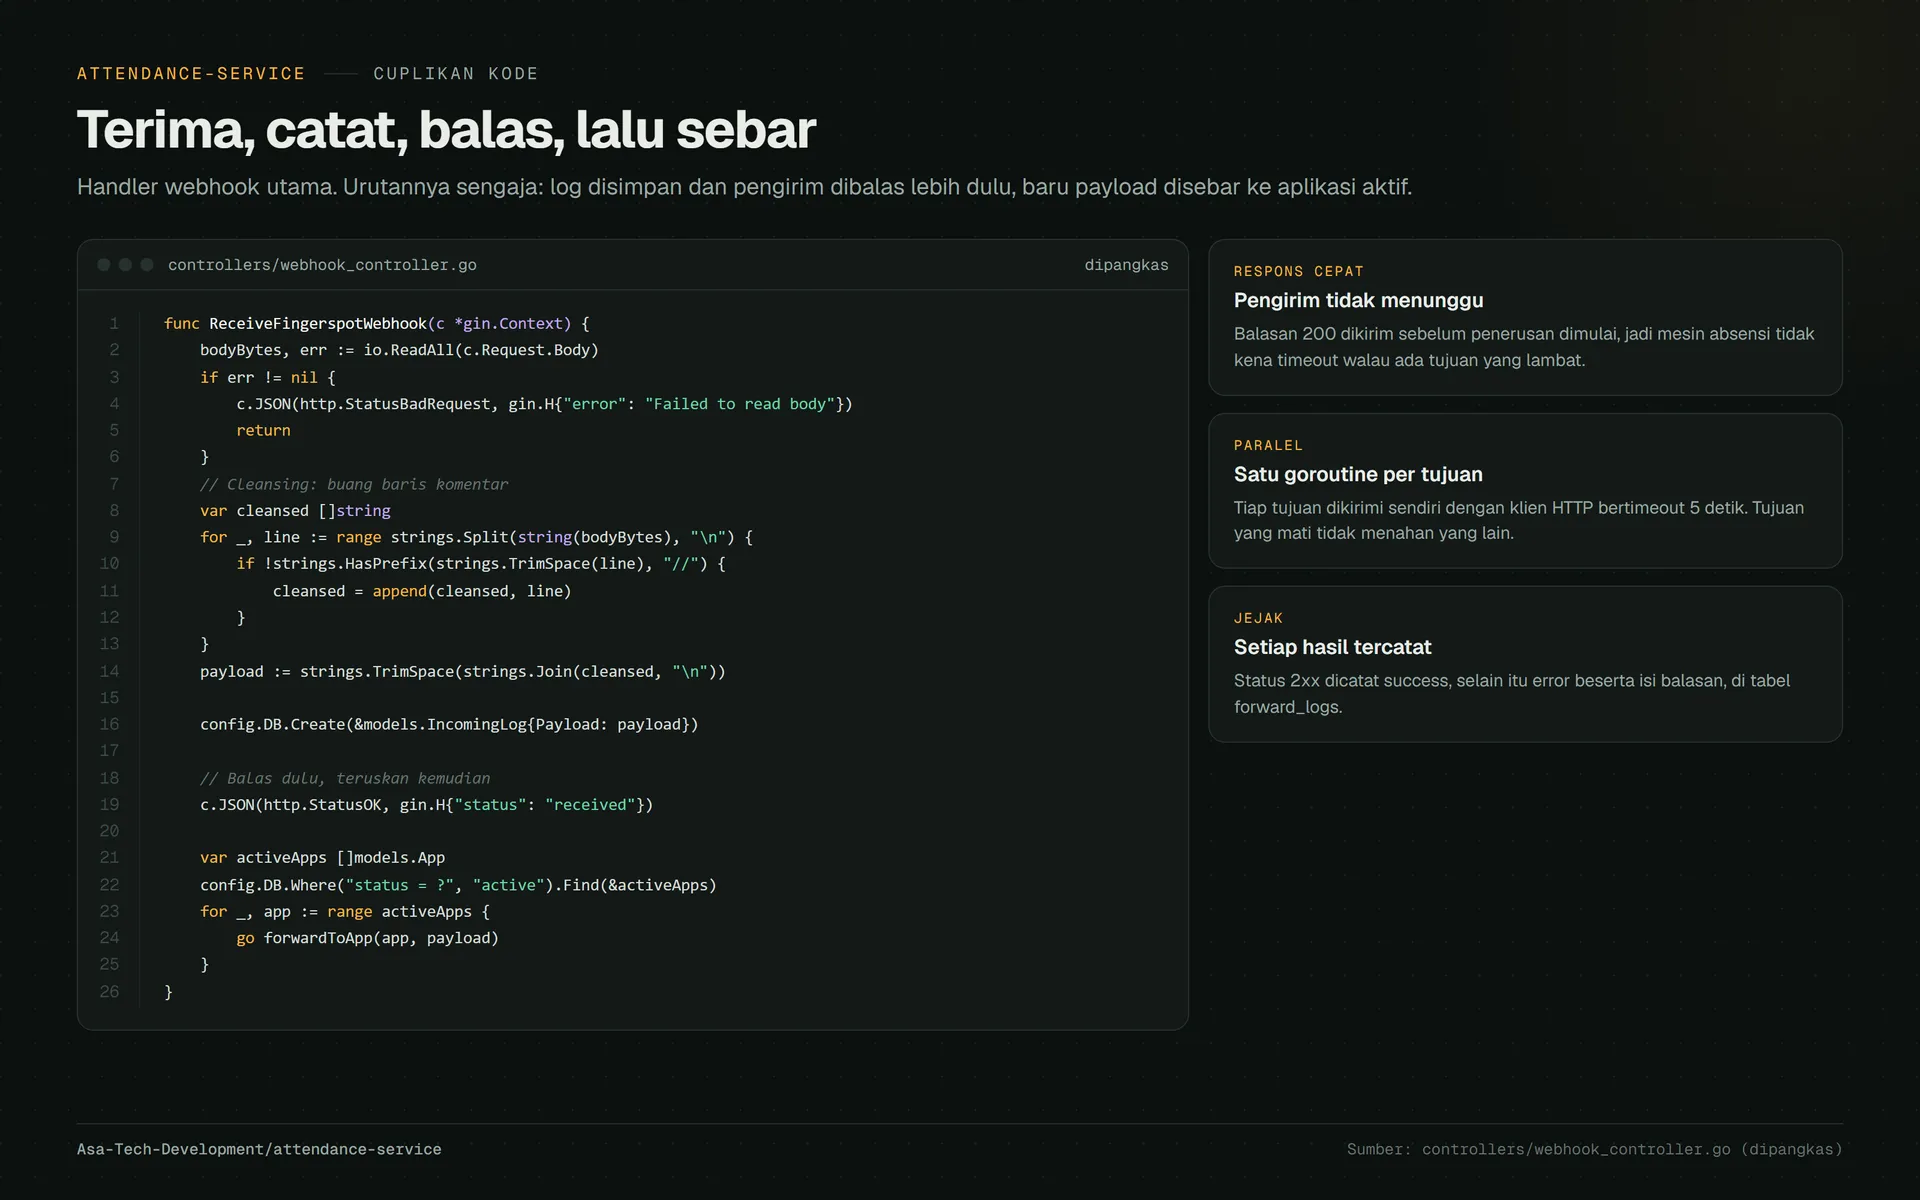 ATTENDANCE-SERVICE — CUPLIKAN KODE
Terima, catat, balas, lalu sebar
Handler webhook utama. Urutannya sengaja: log disimpan dan pengirim dibalas lebih dulu, baru payload disebar ke aplikasi aktif.
controllers/webhook_controller.go dipangkas
1 func ReceiveFingerspotWebhook(c *gin.Context) {
2     bodyBytes, err := io.ReadAll(c.Request.Body)
3     if err != nil {
4         c.JSON(http.StatusBadRequest, gin.H{"error": "Failed to read body"})
5         return
6     }
7     // Cleansing: buang baris komentar
8     var cleansed []string
9     for _, line := range strings.Split(string(bodyBytes), "\n") {
10         if !strings.HasPrefix(strings.TrimSpace(line), "//") {
11             cleansed = append(cleansed, line)
12         }
13     }
14     payload := strings.TrimSpace(strings.Join(cleansed, "\n"))
15
16     config.DB.Create(&models.IncomingLog{Payload: payload})
17
18     // Balas dulu, teruskan kemudian
19     c.JSON(http.StatusOK, gin.H{"status": "received"})
20
21     var activeApps []models.App
22     config.DB.Where("status = ?", "active").Find(&activeApps)
23     for _, app := range activeApps {
24         go forwardToApp(app, payload)
25     }
26 }
RESPONS CEPAT
Pengirim tidak menunggu
Balasan 200 dikirim sebelum penerusan dimulai, jadi mesin absensi tidak
kena timeout walau ada tujuan yang lambat.
PARALEL
Satu goroutine per tujuan
Tiap tujuan dikirimi sendiri dengan klien HTTP bertimeout 5 detik. Tujuan
yang mati tidak menahan yang lain.
JEJAK
Setiap hasil tercatat
Status 2xx dicatat success, selain itu error beserta isi balasan, di tabel
forward_logs.
Asa-Tech-Development/attendance-service
Sumber: controllers/webhook_controller.go (dipangkas)